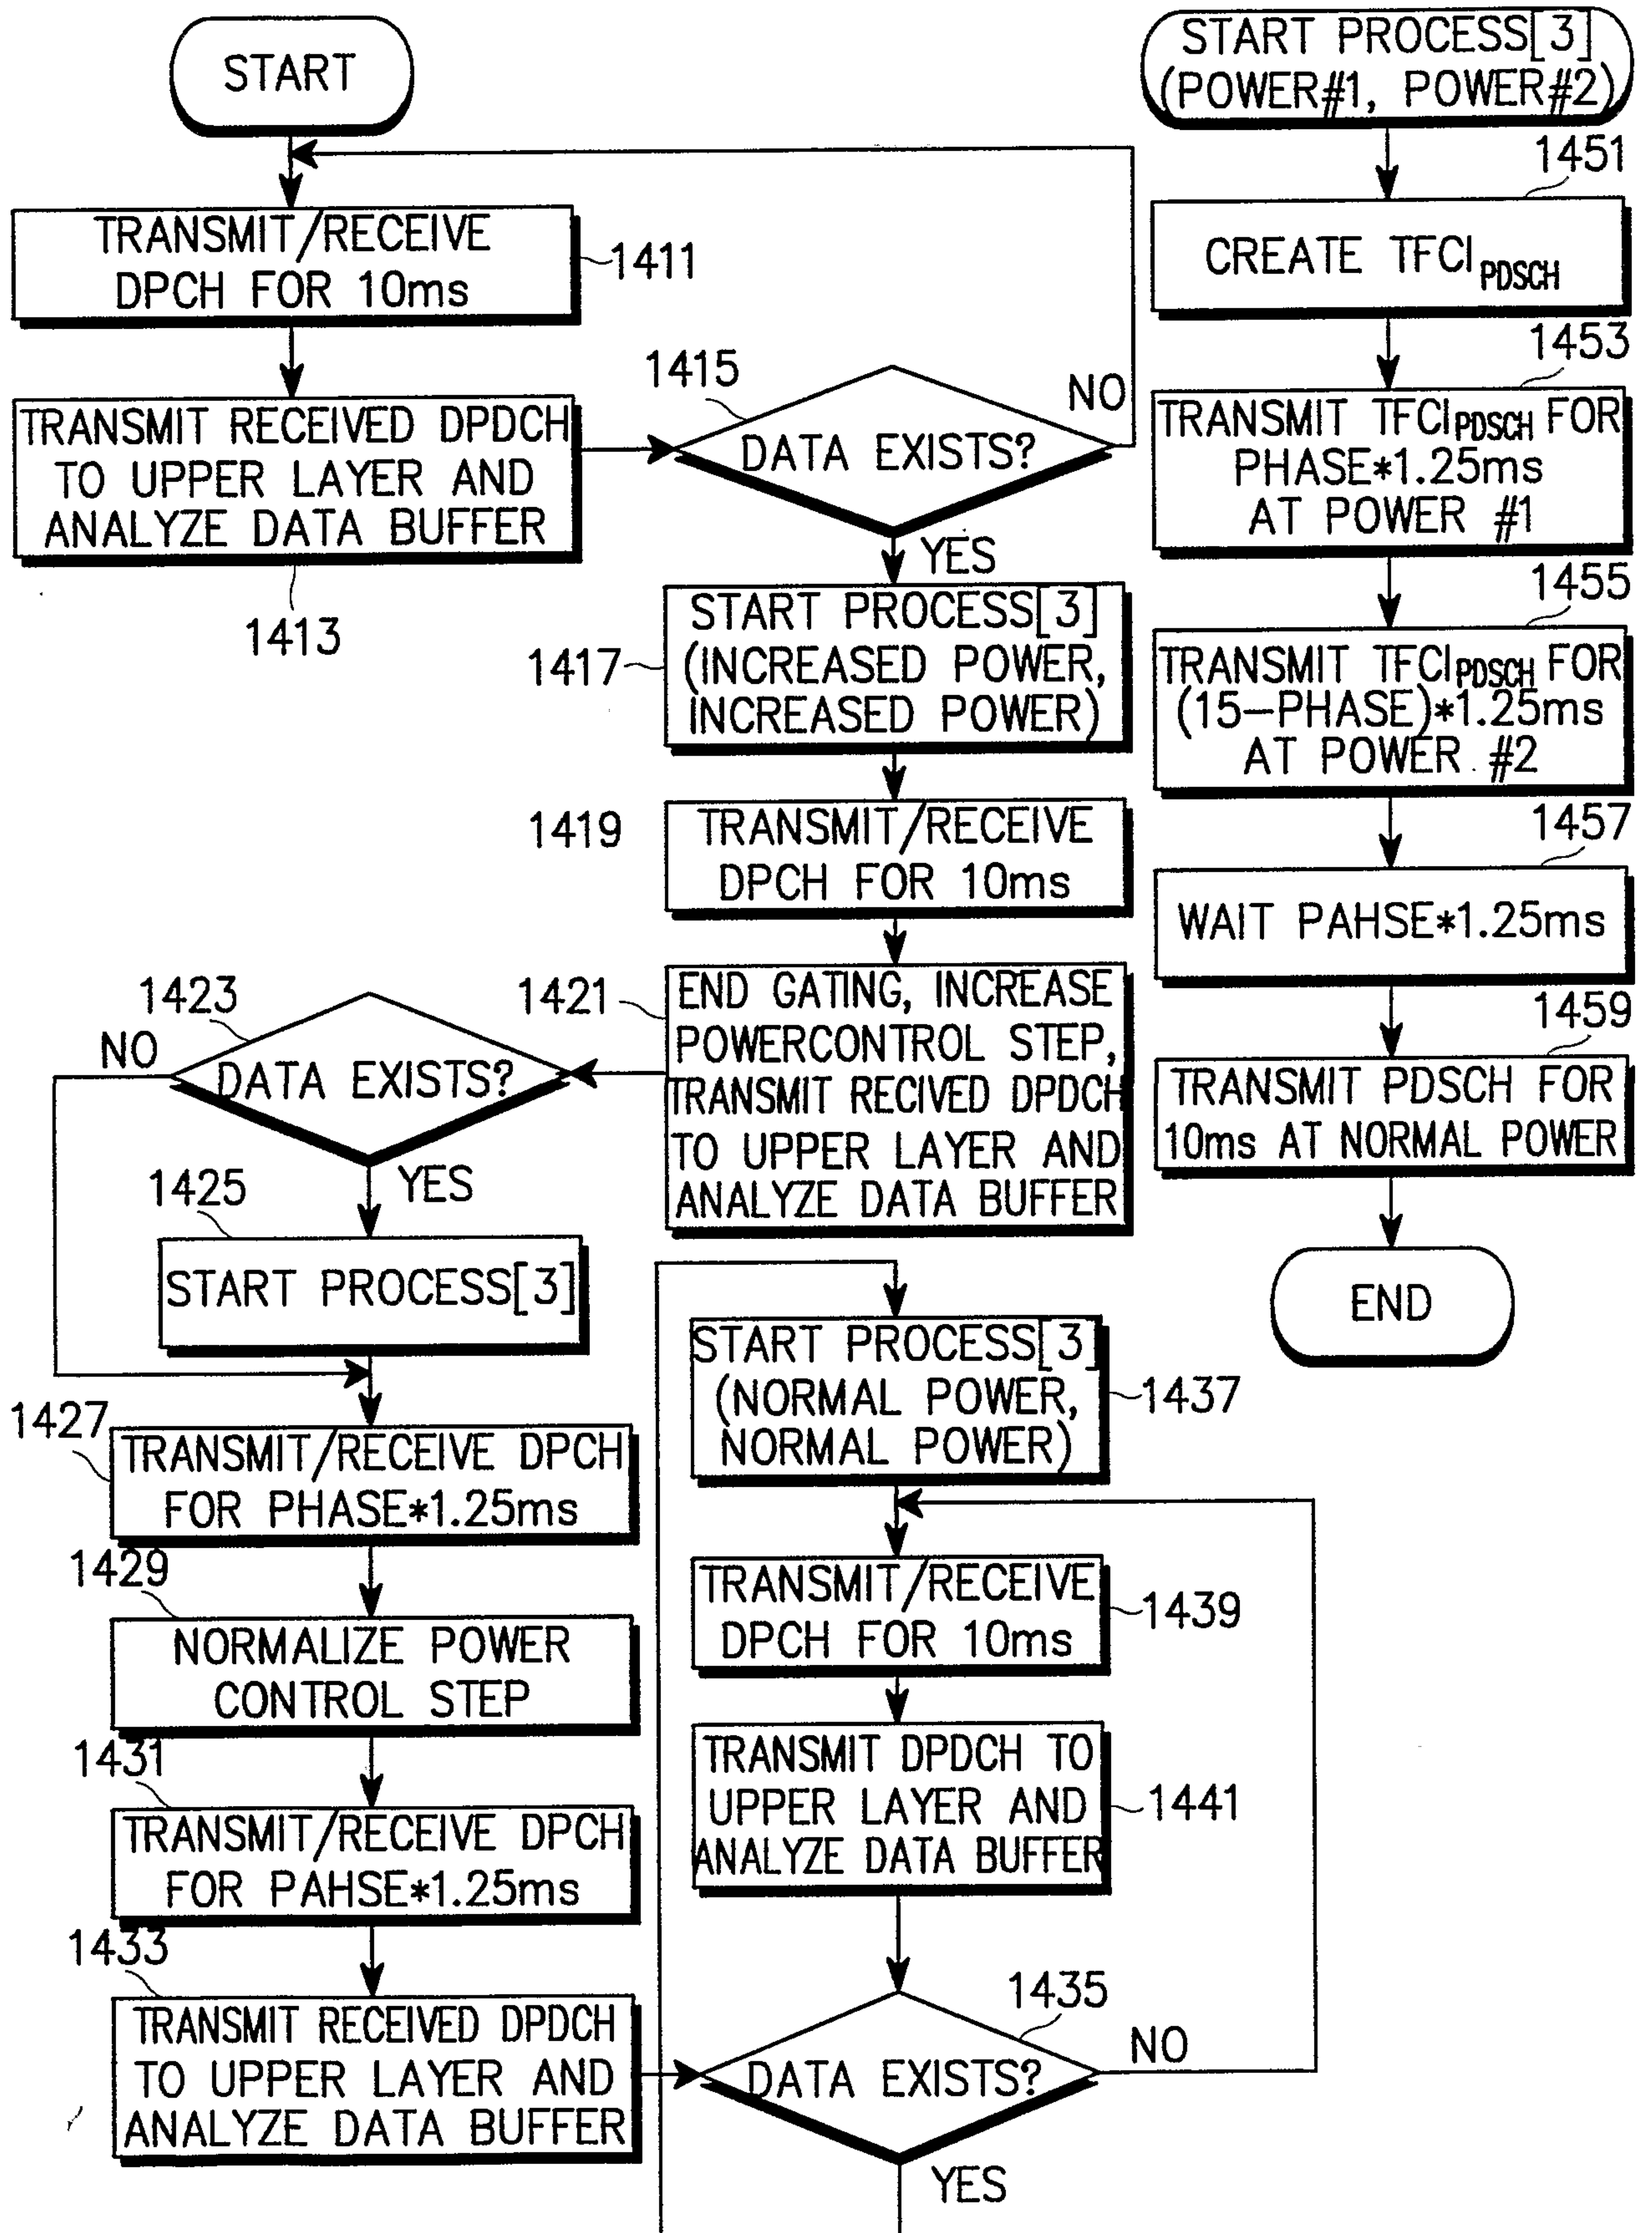 START
TRANSMIT/RECEIVE
DPCH FOR 10ms
1411
TRANSMIT RECEIVED DPDCH
TO UPPER LAYER AND
ANALYZE DATA BUFFER
1413
1415
DATA EXISTS?
NO
YES
START PROCESS[3]
(INCREASED POWER,
INCREASED POWER)
1417
1419
TRANSMIT/RECEIVE
DPCH FOR 10ms
1421
END GATING, INCREASE
POWERCONTROL STEP,
TRANSMIT RECIVED DPDCH
TO UPPER LAYER AND
ANALYZE DATA BUFFER
1423
NO
DATA EXISTS?
YES
1425
START PROCESS[3]
1427
TRANSMIT/RECEIVE DPCH
FOR PHASE*1.25ms
1429
NORMALIZE POWER
CONTROL STEP
1431
TRANSMIT/RECEIVE DPCH
FOR PAHSE*1.25ms
1433
TRANSMIT RECEIVED DPDCH
TO UPPER LAYER AND
ANALYZE DATA BUFFER
START PROCESS[3]
(NORMAL POWER,
NORMAL POWER)
1437
TRANSMIT/RECEIVE
DPCH FOR 10ms
1439
TRANSMIT DPDCH TO
UPPER LAYER AND
ANALYZE DATA BUFFER
1441
1435
DATA EXISTS?
NO
YES
START PROCESS[3]
(POWER#1, POWER#2)
1451
CREATE TFCI PDSCH
1453
TRANSMIT TFCI PDSCH FOR
PHASE*1.25ms
AT POWER #1
1455
TRANSMIT TFCI PDSCH FOR
(15-PHASE)*1.25ms
AT POWER #2
1457
WAIT PAHSE*1.25ms
1459
TRANSMIT PDSCH FOR
10ms AT NORMAL POWER
END